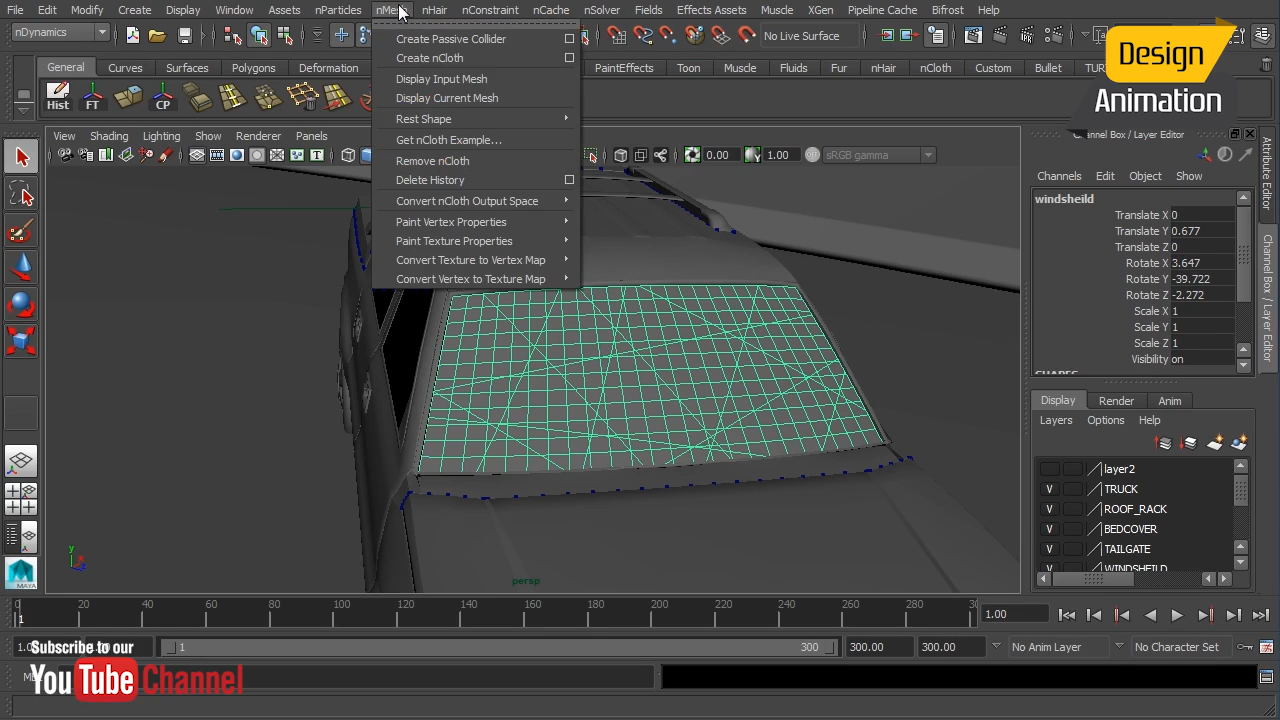 File Edit Modify Create Display Window Assets nParticles nMesh nHair nConstraint nCache nSolver Fields Effects Assets Muscle XGen Pipeline Cache Bifrost Help
nDynamics
No Live Surface
General Curves Surfaces Polygons Deformation PaintEffects Toon Muscle Fluids Fur nHair nCloth Custom Bullet TUR
Hist FT CP
Create Passive Collider
Create nCloth
Display Input Mesh
Display Current Mesh
Rest Shape
Get nCloth Example...
Remove nCloth
Delete History
Convert nCloth Output Space
Paint Vertex Properties
Paint Texture Properties
Convert Texture to Vertex Map
Convert Vertex to Texture Map
Design
Animation
View Shading Lighting Show Renderer Panels
0.00 1.00 sRGB gamma
Channel Box / Layer Editor
Channels Edit Object Show
windsheild
Translate X 0
Translate Y 0.677
Translate Z 0
Rotate X 3.647
Rotate Y -39.722
Rotate Z -2.272
Scale X 1
Scale Y 1
Scale Z 1
Visibility on
SHAPES
Attribute Editor
Channel Box / Layer Editor
Display Render Anim
Layers Options Help
layer2
V TRUCK
V ROOF_RACK
V BEDCOVER
V TAILGATE
WINDSHEILD
y
persp
MAYA
0 20 40 60 80 100 120 140 160 180 200 220 240 260 280 30
1
1.00
1 300 300.00 300.00 No Anim Layer No Character Set
Subscribe to our
YouTube Channel